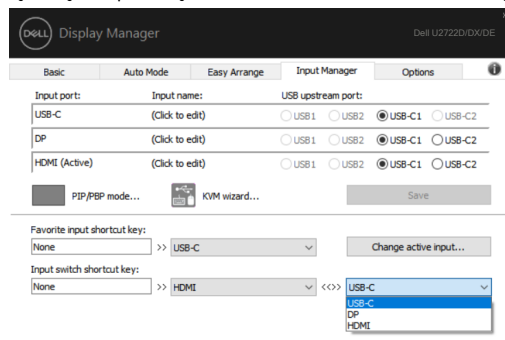 DELL Display Manager
Dell U2722D/DX/DE
Basic Auto Mode Easy Arrange Input Manager Options
Input port: Input name: USB upstream port:
USB-C (Click to edit) USB1 USB2 USB-C1 USB-C2
DP (Click to edit) USB1 USB2 USB-C1 USB-C2
HDMI (Active) (Click to edit) USB1 USB2 USB-C1 USB-C2
PIP/PBP mode... KVM wizard... Save
Favorite input shortcut key:
None >> USB-C Change active input...
Input switch shortcut key:
None >> HDMI <<>> USB-C
USB-C
DP
HDMI